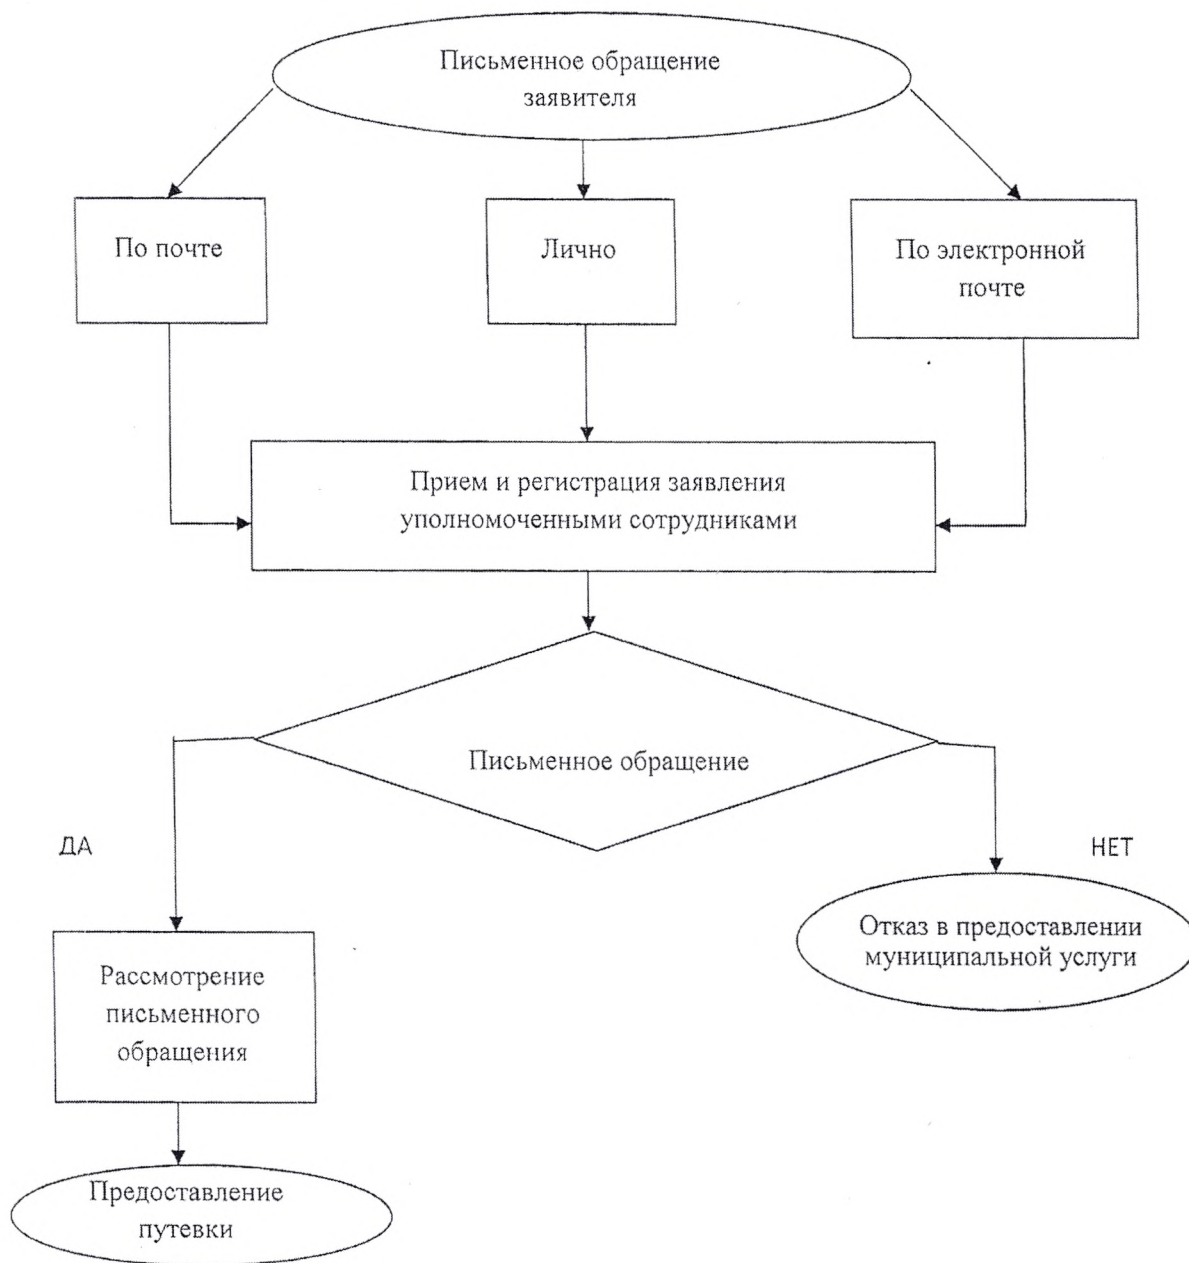 Письменное обращение
заявителя
По почте
Лично
По электронной
почте
Прием и регистрация заявления
уполномоченными сотрудниками
Письменное обращение
ДА
НЕТ
Отказ в предоставлении
муниципальной услуги
Рассмотрение
письменного
обращения
Предоставление
путевки